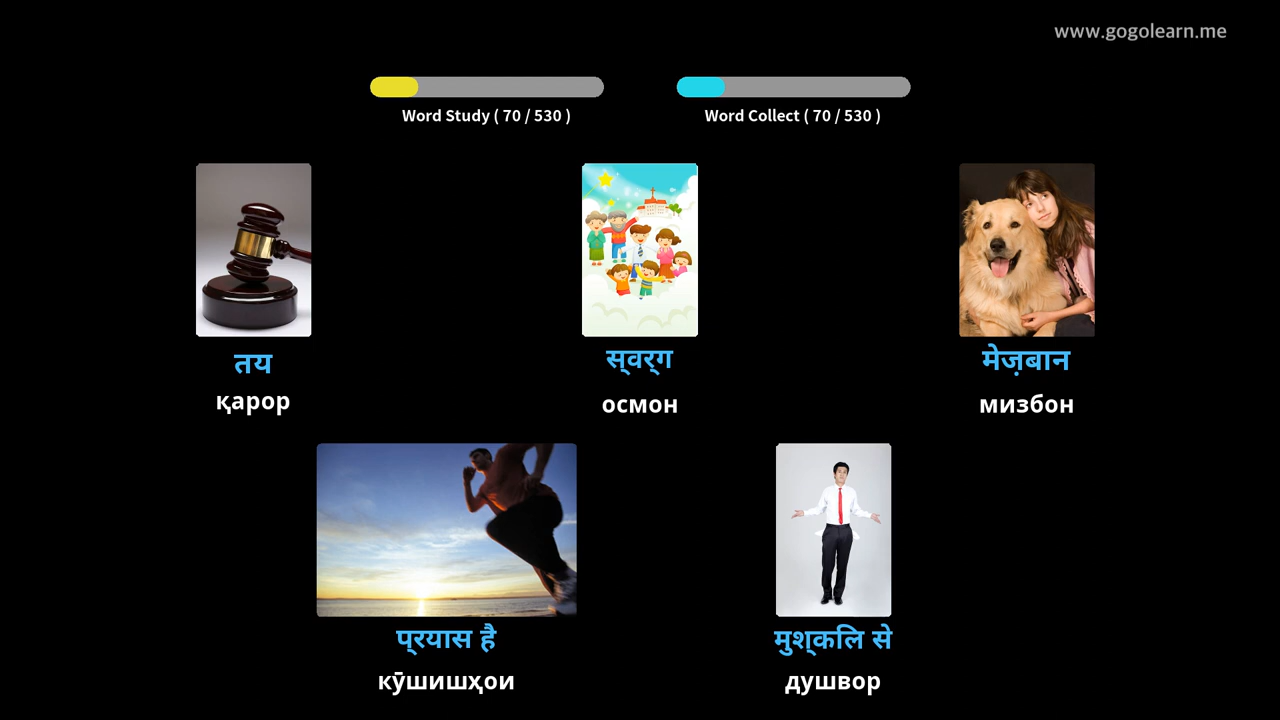 www.gogolearn.me
Word Study ( 70 / 530 )
Word Collect ( 70 / 530 )
तय
қарор
स्वर्ग
осмон
मेज़बान
мизбон
प्रयास है
кӯшишҳои
मुश्कलि से
душвор